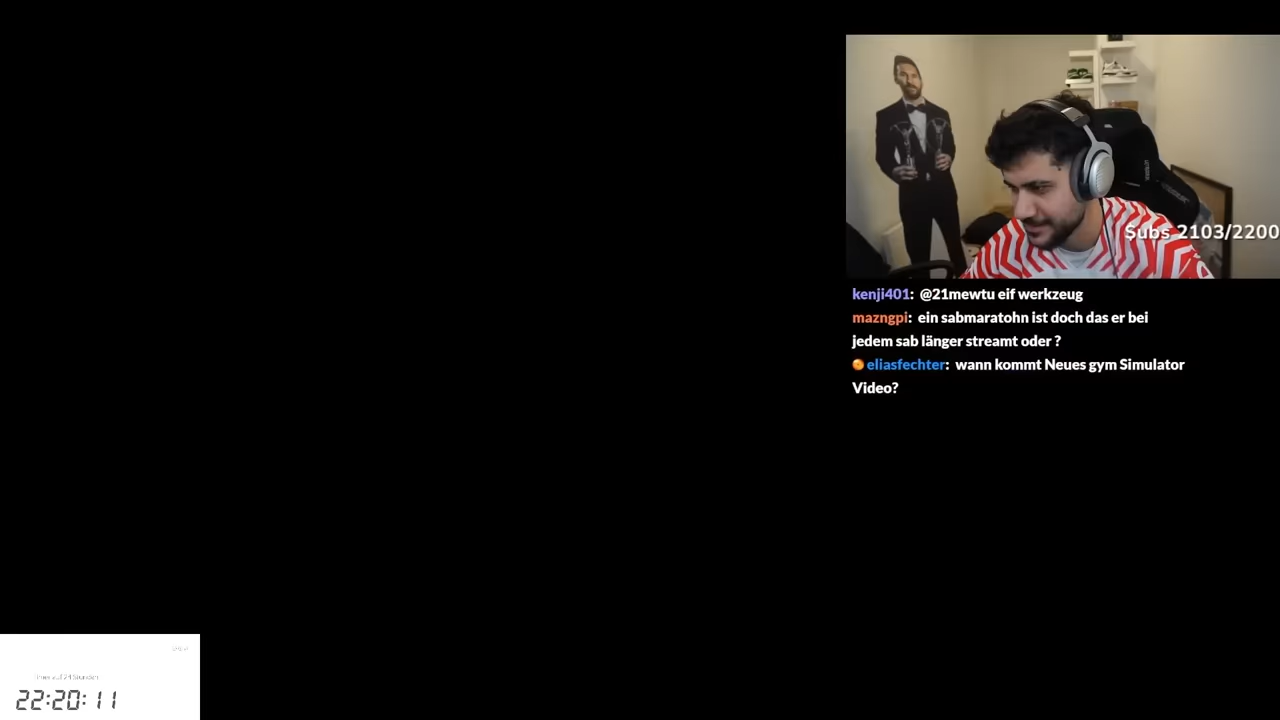 Subs 2103/2200
kenji401: @21mewtu eif werkzeug
mazngpi: ein sabmaratohn ist doch das er bei
jedem sab länger streamt oder ?
eliasfechter: wann kommt Neues gym Simulator
Video?
22:20:11